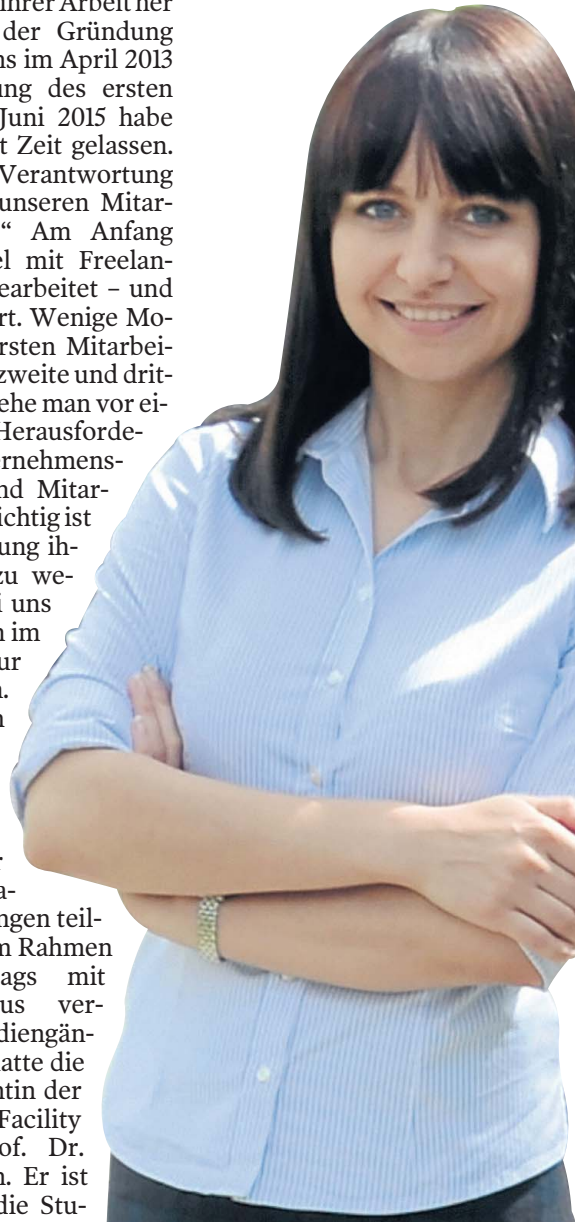 ihrer Arbeit her
der Gründung
ns im April 2013
ung des ersten
Juni 2015 habe
t Zeit gelassen.
Verantwortung
unseren Mitar-
“ Am Anfang
el mit Freelan-
earbeitet – und
rt. Wenige Mo-
rsten Mitarbei-
zweite und drit-
ehe man vor ei-
Herausforde-
ernehmens-
nd Mitar-
ichtig ist
ung ih-
zu we-
i uns
n im
ur
n.
n
r
a-
ngen teil-
m Rahmen
ags mit
us ver-
diengän-
atte die
ntin der
Facility
of. Dr.
n. Er ist
die Stu-